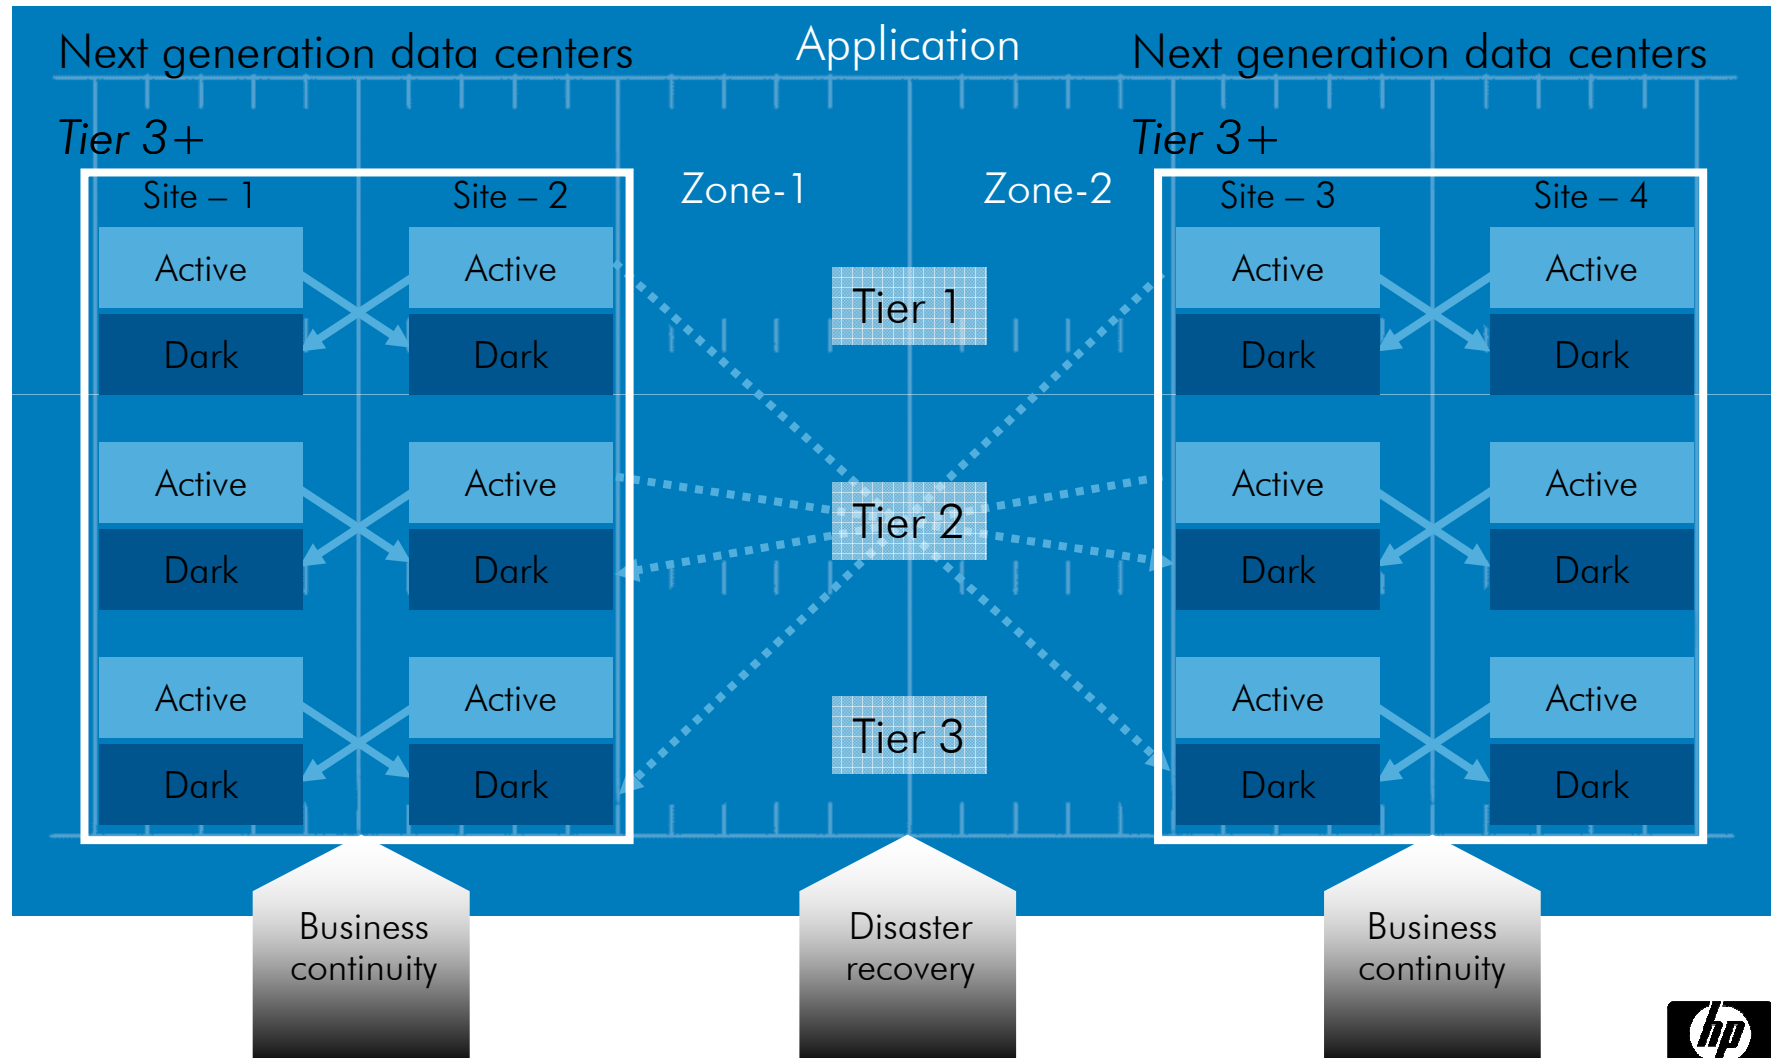 Next generation data centers
Application
Next generation data centers
Tier 3+
Tier 3+
Site – 1
Site – 2
Zone-1
Zone-2
Site – 3
Site – 4
Active
Active
Active
Active
Tier 1
Dark
Dark
Dark
Dark
Active
Active
Active
Active
Tier 2
Dark
Dark
Dark
Dark
Active
Active
Active
Active
Tier 3
Dark
Dark
Dark
Dark
Business
continuity
Disaster
recovery
Business
continuity
hp